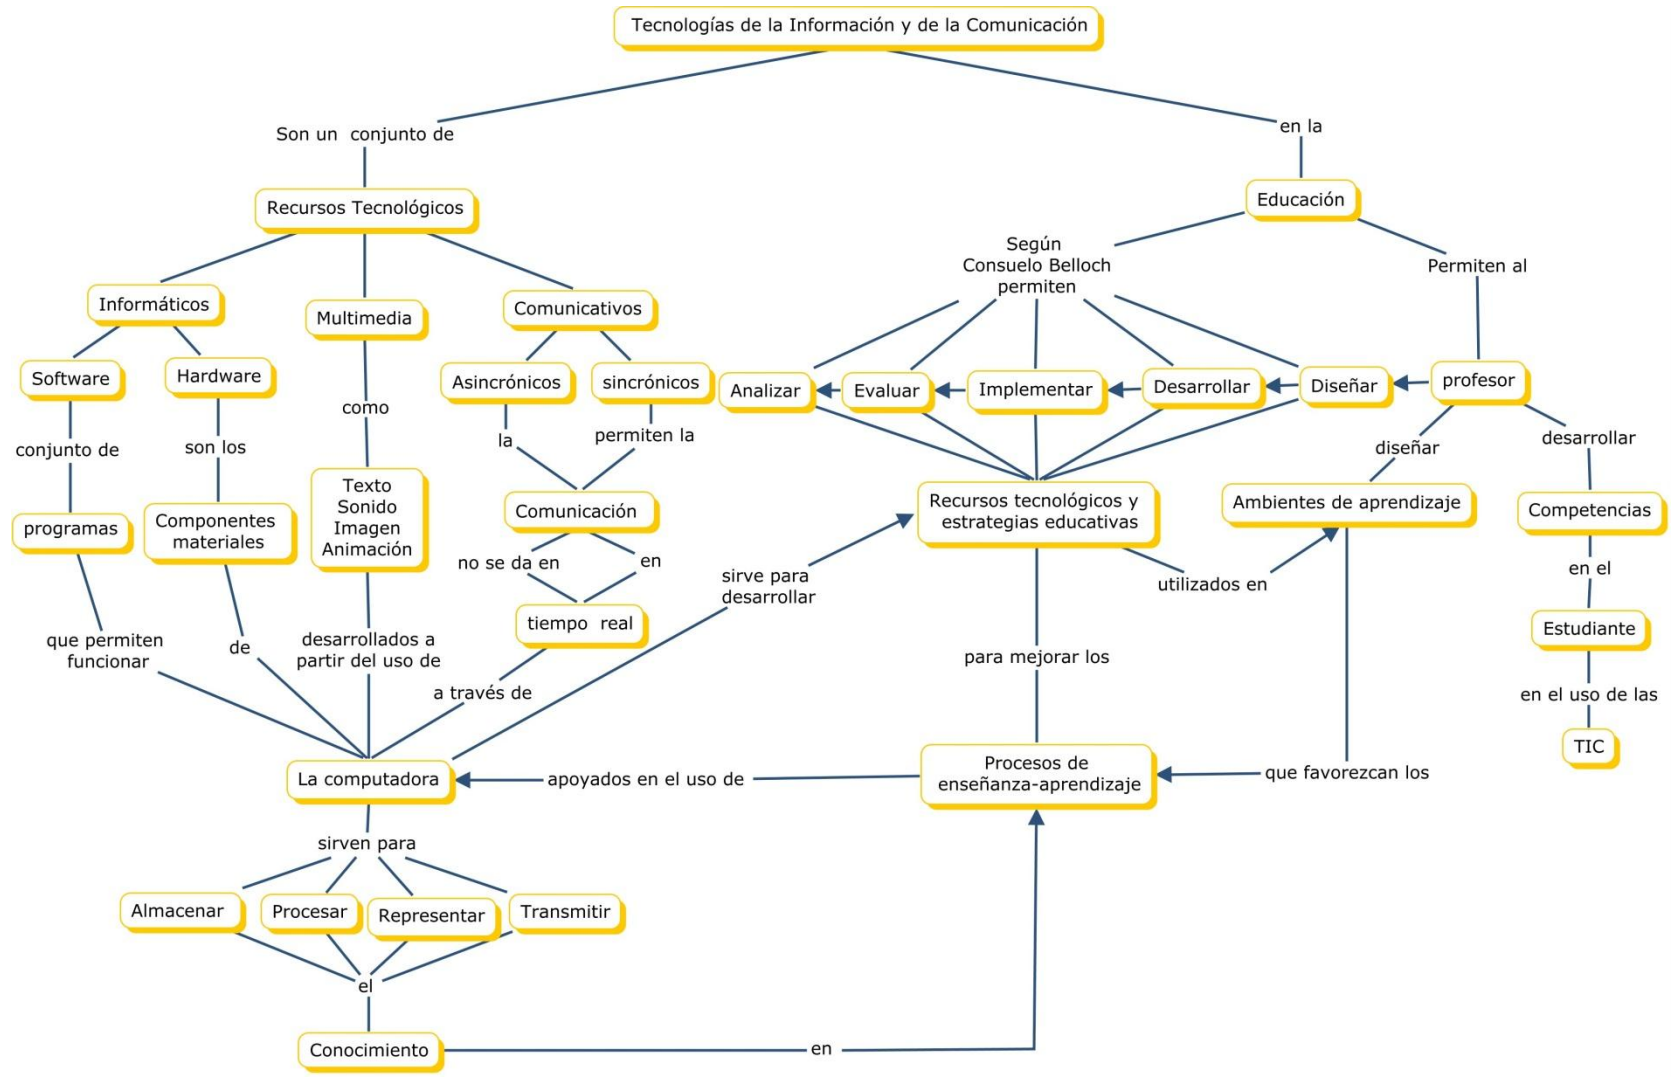 Tecnologías de la Información y de la Comunicación
Son un conjunto de
en la
Recursos Tecnológicos
Educación
Según
Consuelo Belloch
permiten
Permiten al
Informáticos
Multimedia
Comunicativos
Software
Hardware
Asincrónicos
sincrónicos
Analizar
Evaluar
Implementar
Desarrollar
Diseñar
profesor
como
conjunto de
son los
la
permiten la
diseñar
desarrollar
programas
Componentes
materiales
Texto
Sonido
Imagen
Animación
Comunicación
Recursos tecnológicos y
estrategias educativas
Ambientes de aprendizaje
Competencias
no se da en
en
sirve para
desarrollar
utilizados en
en el
tiempo real
Estudiante
que permiten
funcionar
de
desarrollados a
partir del uso de
a través de
para mejorar los
en el uso de las
TIC
La computadora
apoyados en el uso de
Procesos de
enseñanza-aprendizaje
que favorezcan los
sirven para
Almacenar
Procesar
Representar
Transmitir
el
Conocimiento
en